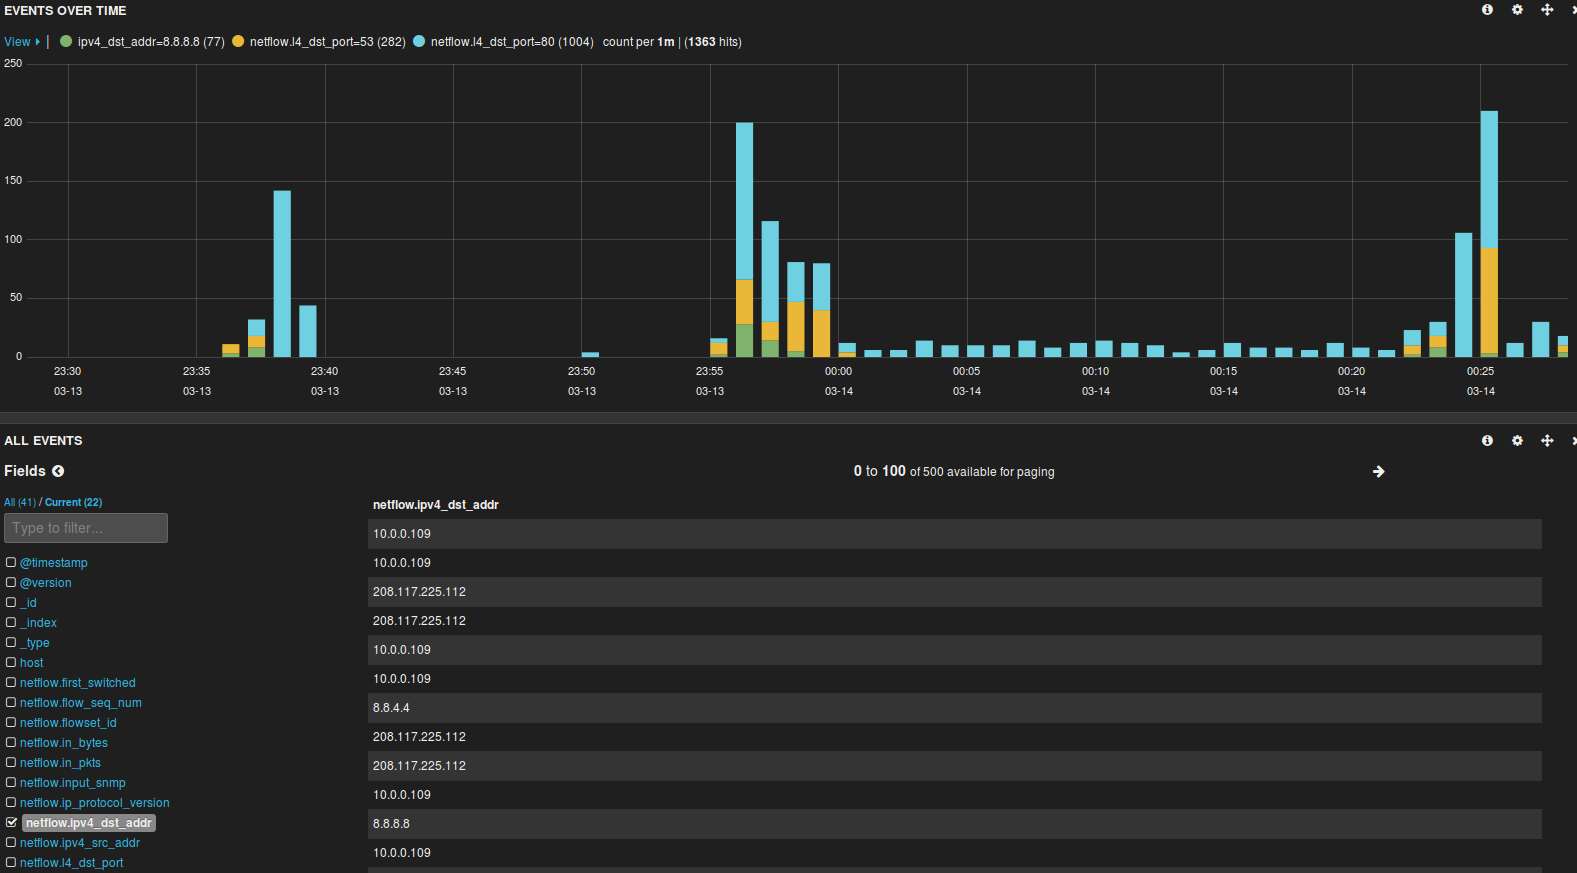 EVENTS OVER TIME
View | ipv4_dst_addr=8.8.8.8 (77) netflow.l4_dst_port=53 (282) netflow.l4_dst_port=80 (1004) count per 1m | (1363 hits)
250
200
150
100
50
0
23:30 23:35 23:40 23:45 23:50 23:55 00:00 00:05 00:10 00:15 00:20 00:25
03-13 03-13 03-13 03-13 03-13 03-13 03-14 03-14 03-14 03-14 03-14 03-14
ALL EVENTS
Fields
0 to 100 of 500 available for paging
All (41) / Current (22)
Type to filter...
@timestamp
@version
_id
_index
_type
host
netflow.first_switched
netflow.flow_seq_num
netflow.flowset_id
netflow.in_bytes
netflow.in_pkts
netflow.input_snmp
netflow.ip_protocol_version
netflow.ipv4_dst_addr
netflow.ipv4_src_addr
netflow.l4_dst_port
netflow.ipv4_dst_addr
10.0.0.109
10.0.0.109
208.117.225.112
208.117.225.112
10.0.0.109
10.0.0.109
8.8.4.4
208.117.225.112
208.117.225.112
10.0.0.109
8.8.8.8
10.0.0.109